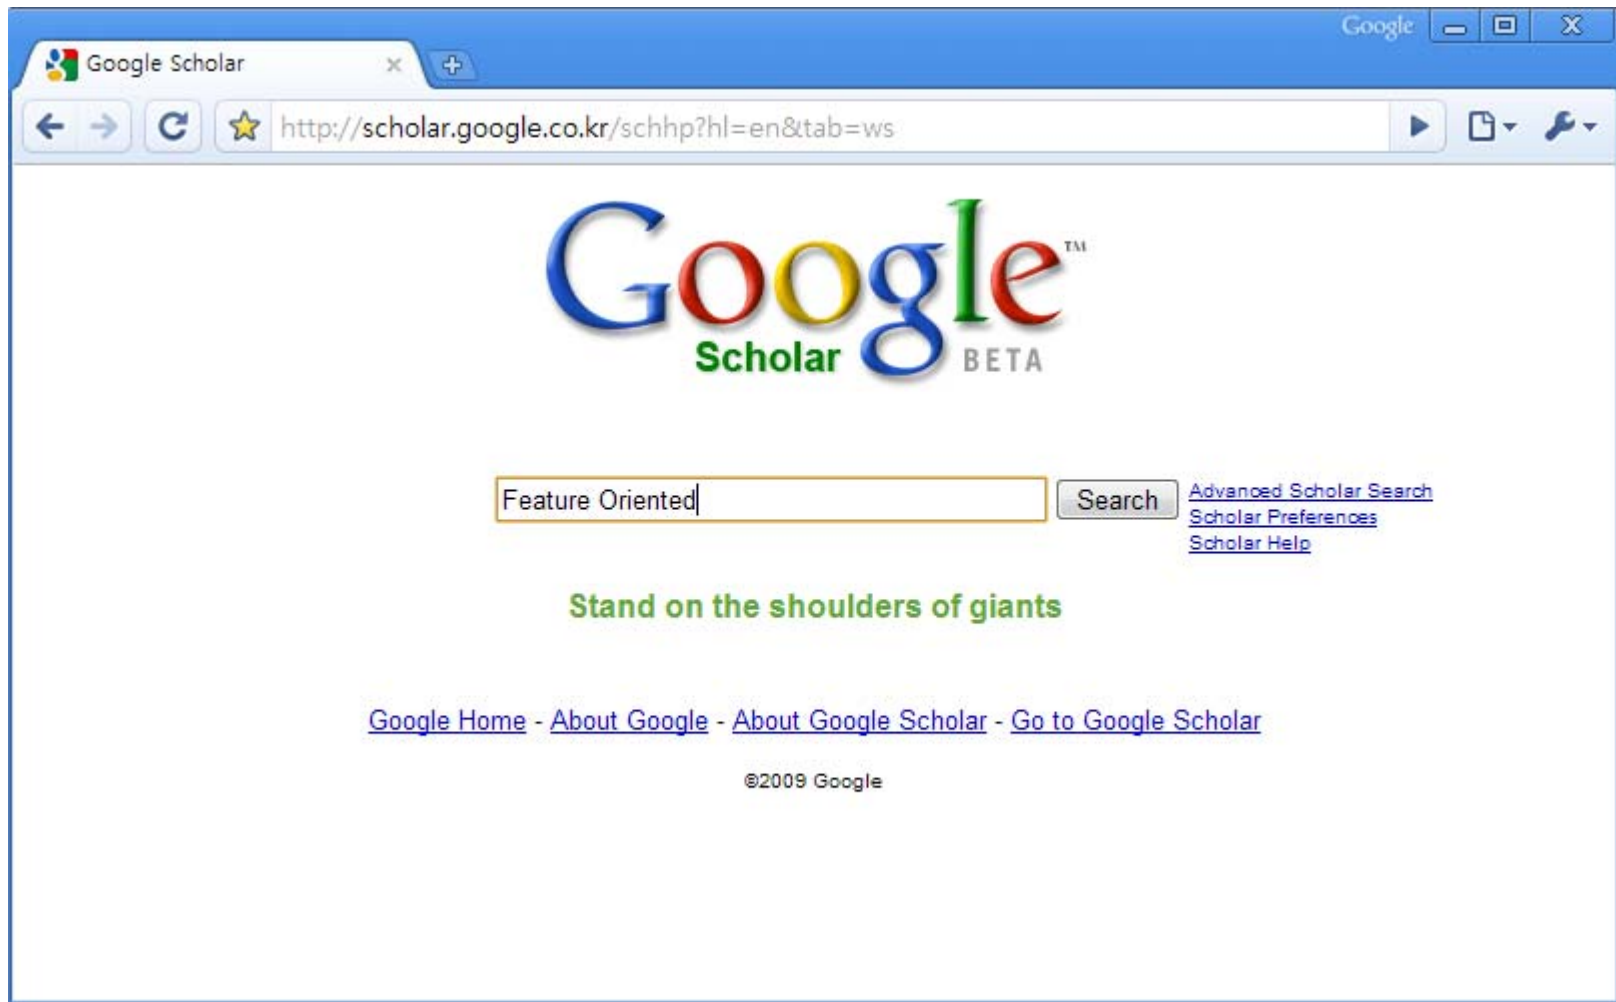 Google
Google Scholar
http://scholar.google.co.kr/schhp?hl=en&tab=ws
Google™
Scholar BETA
Feature Oriented
Search
Advanced Scholar Search
Scholar Preferences
Scholar Help
Stand on the shoulders of giants
Google Home - About Google - About Google Scholar - Go to Google Scholar
©2009 Google